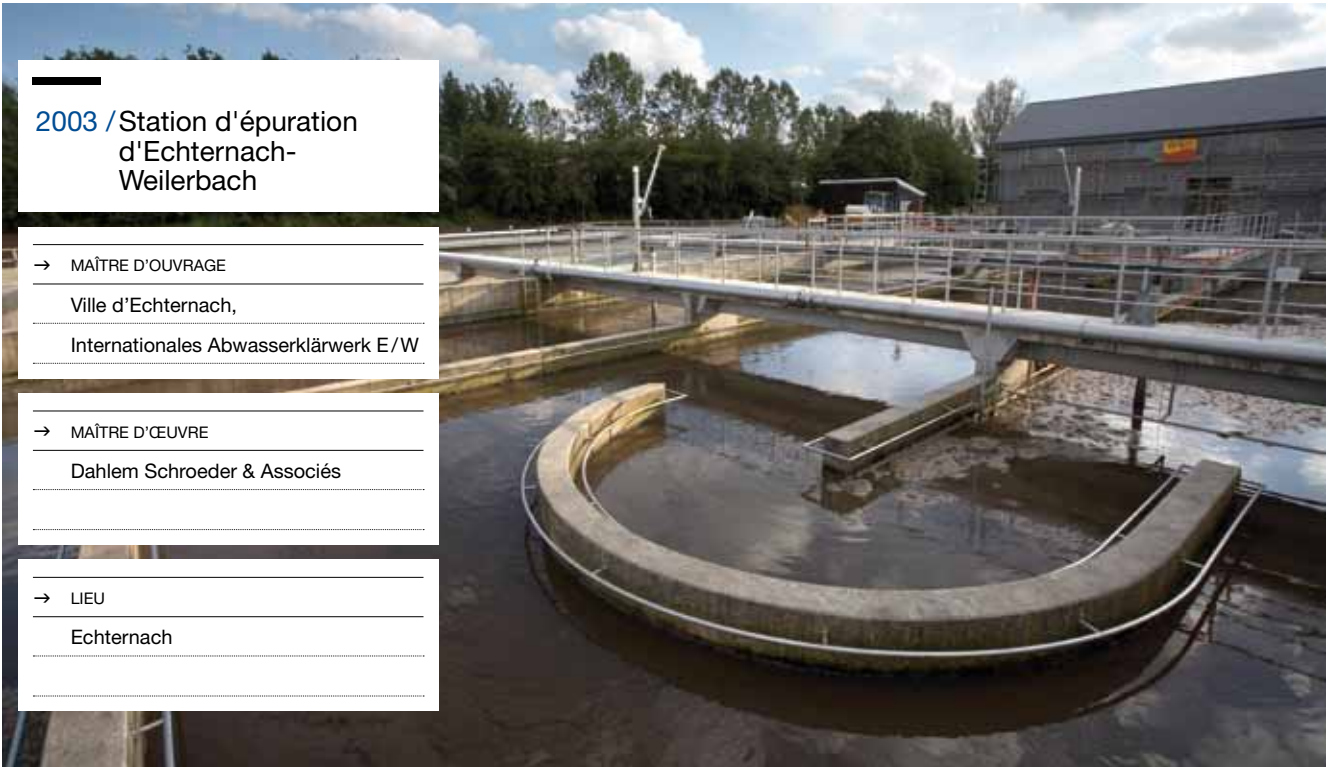 2003 / Station d'épuration
d'Echternach-
Weilerbach
→ MAÎTRE D'OUVRAGE
Ville d’Echternach,
Internationales Abwasserklärwerk E/W
→ MAÎTRE D'ŒUVRE
Dahlem Schroeder & Associés
→ LIEU
Echternach